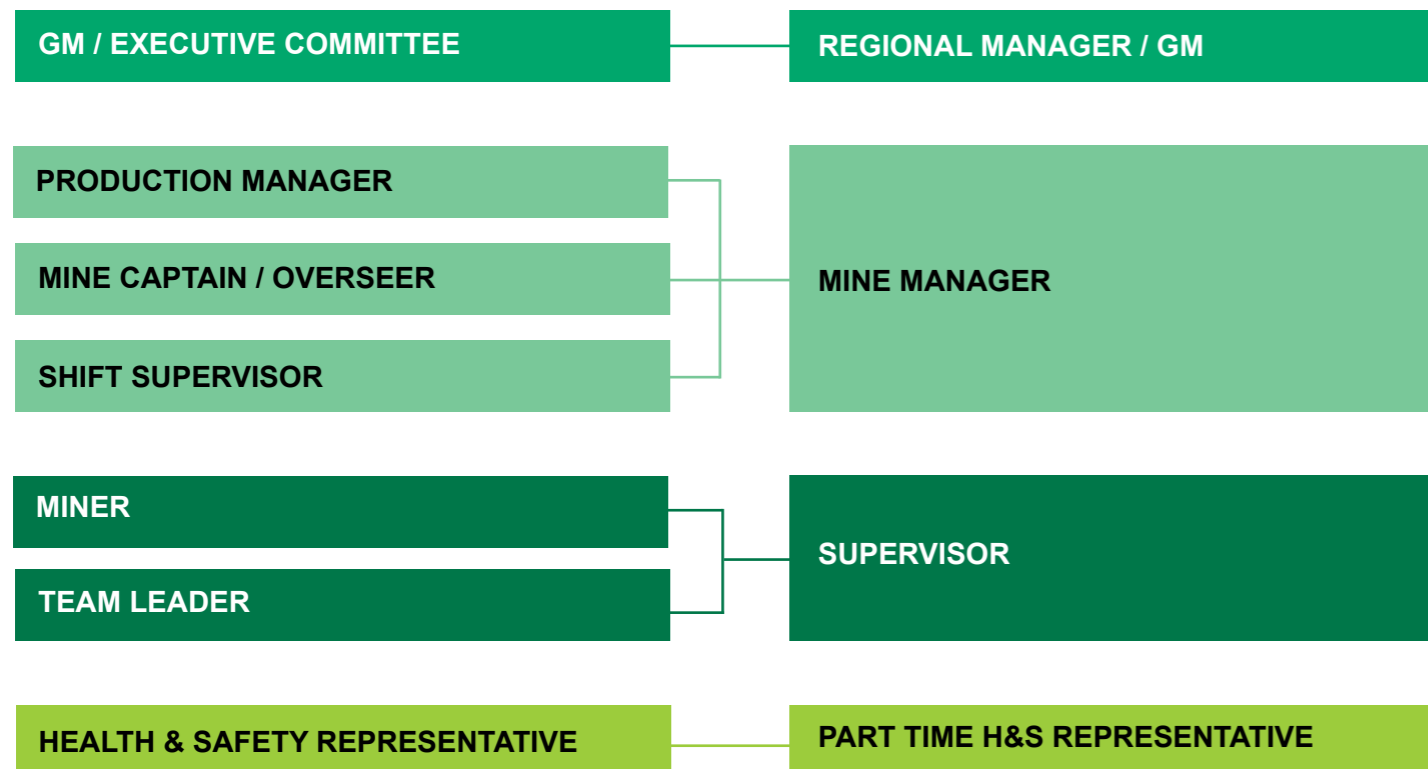 GM / EXECUTIVE COMMITTEE
REGIONAL MANAGER / GM
PRODUCTION MANAGER
MINE CAPTAIN / OVERSEER
SHIFT SUPERVISOR
MINE MANAGER
MINER
TEAM LEADER
SUPERVISOR
HEALTH & SAFETY REPRESENTATIVE
PART TIME H&S REPRESENTATIVE